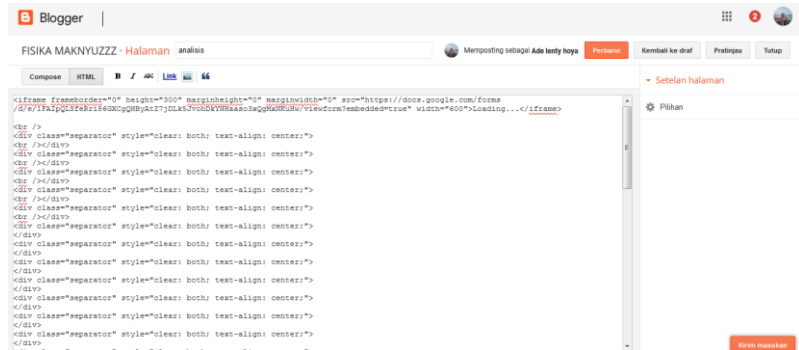 Blogger
2
FISIKA MAKNYUZZZ · Halaman analisis
Memposting sebagai Ade lenty hoya Perbarui Kembali ke draf Pratinjau Tutup
Compose HTML B I ABC Link
Setelan halaman
Pilihan
<iframe frameborder="0" height="300" marginheight="0" marginwidth="0" src="https://docs.google.com/forms
width="600">Loading...</iframe>
<br />
<div class="separator" style="clear: both; text-align: center;">
<br /></div>
<div class="separator" style="clear: both; text-align: center;">
<br /></div>
<div class="separator" style="clear: both; text-align: center;">
<br /></div>
<div class="separator" style="clear: both; text-align: center;">
<br /></div>
<div class="separator" style="clear: both; text-align: center;">
<br /></div>
<div class="separator" style="clear: both; text-align: center;">
</div>
<div class="separator" style="clear: both; text-align: center;">
</div>
<div class="separator" style="clear: both; text-align: center;">
</div>
<div class="separator" style="clear: both; text-align: center;">
</div>
<div class="separator" style="clear: both; text-align: center;">
</div>
<div class="separator" style="clear: both; text-align: center;">
</div>
<div class="separator" style="clear: both; text-align: center;">
</div>
Kirim masukan